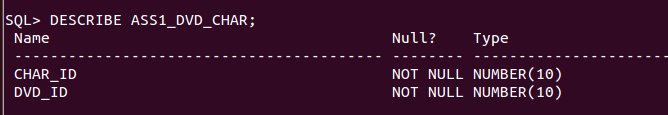 SQL> DESCRIBE ASS1_DVD_CHAR;
 Name                                      Null?    Type
 ----------------------------------------- -------- ----------------------
 CHAR_ID                                   NOT NULL NUMBER(10)
 DVD_ID                                    NOT NULL NUMBER(10)